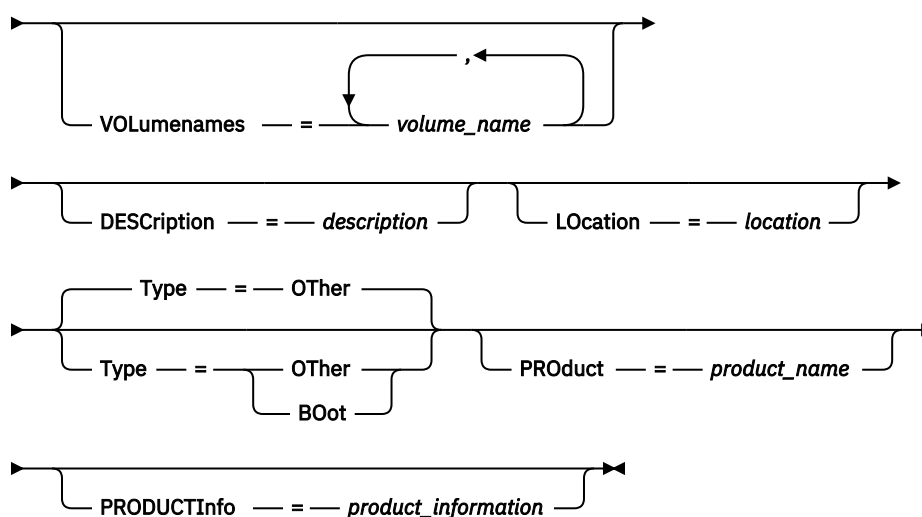 ,
VOLumenames = volume_name
DESCription = description LOcation = location
Type = OTher
Type = OTher PROduct = product_name
BOot
PRODUCTInfo = product_information